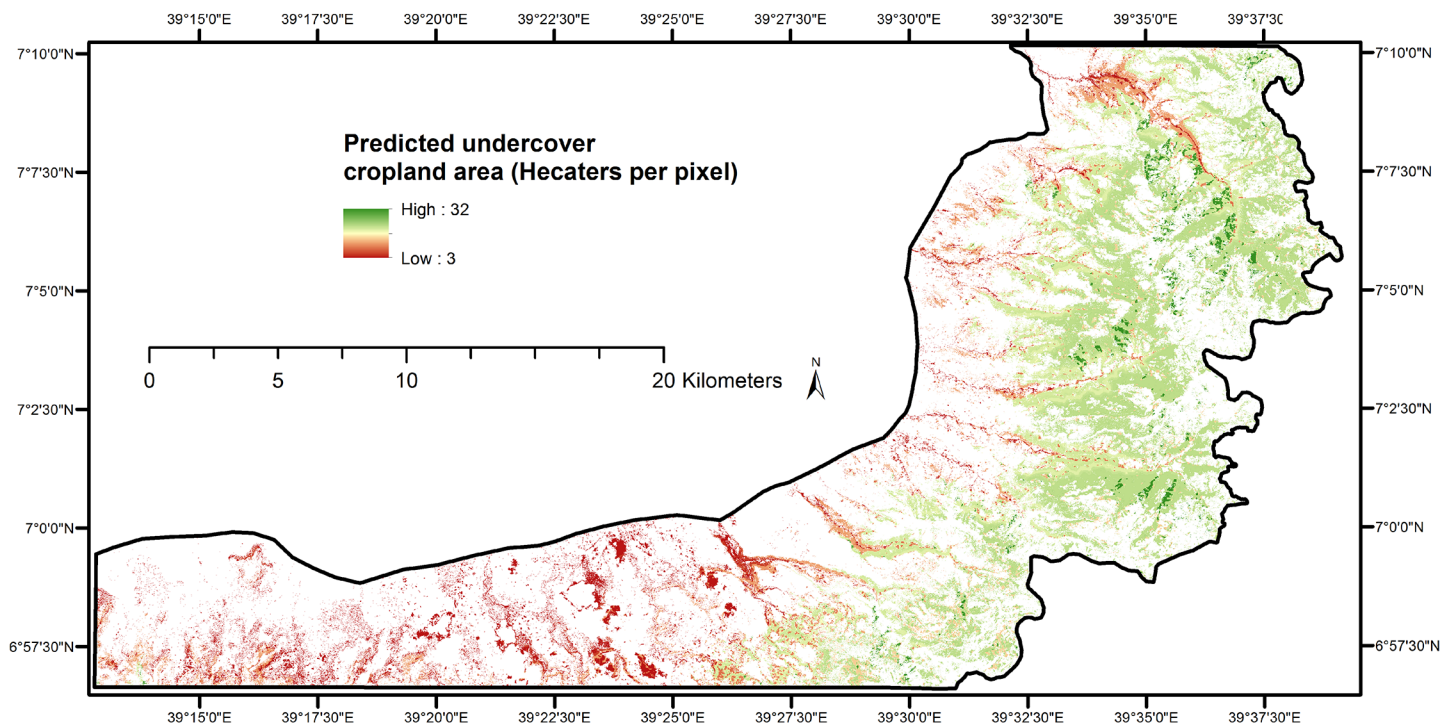 39°15'0"E 39°17'30"E 39°20'0"E 39°22'30"E 39°25'0"E 39°27'30"E 39°30'0"E 39°32'30"E 39°35'0"E 39°37'30
7°10'0"N 7°10'0"N
Predicted undercover
cropland area (Hecaters per pixel)
7°7'30"N 7°7'30"N
High : 32
Low : 3
7°5'0"N 7°5'0"N
N
0 5 10 20 Kilometers
7°2'30"N 7°2'30"N
7°0'0"N 7°0'0"N
6°57'30"N 6°57'30"N
39°15'0"E 39°17'30"E 39°20'0"E 39°22'30"E 39°25'0"E 39°27'30"E 39°30'0"E 39°32'30"E 39°35'0"E 39°37'30"E